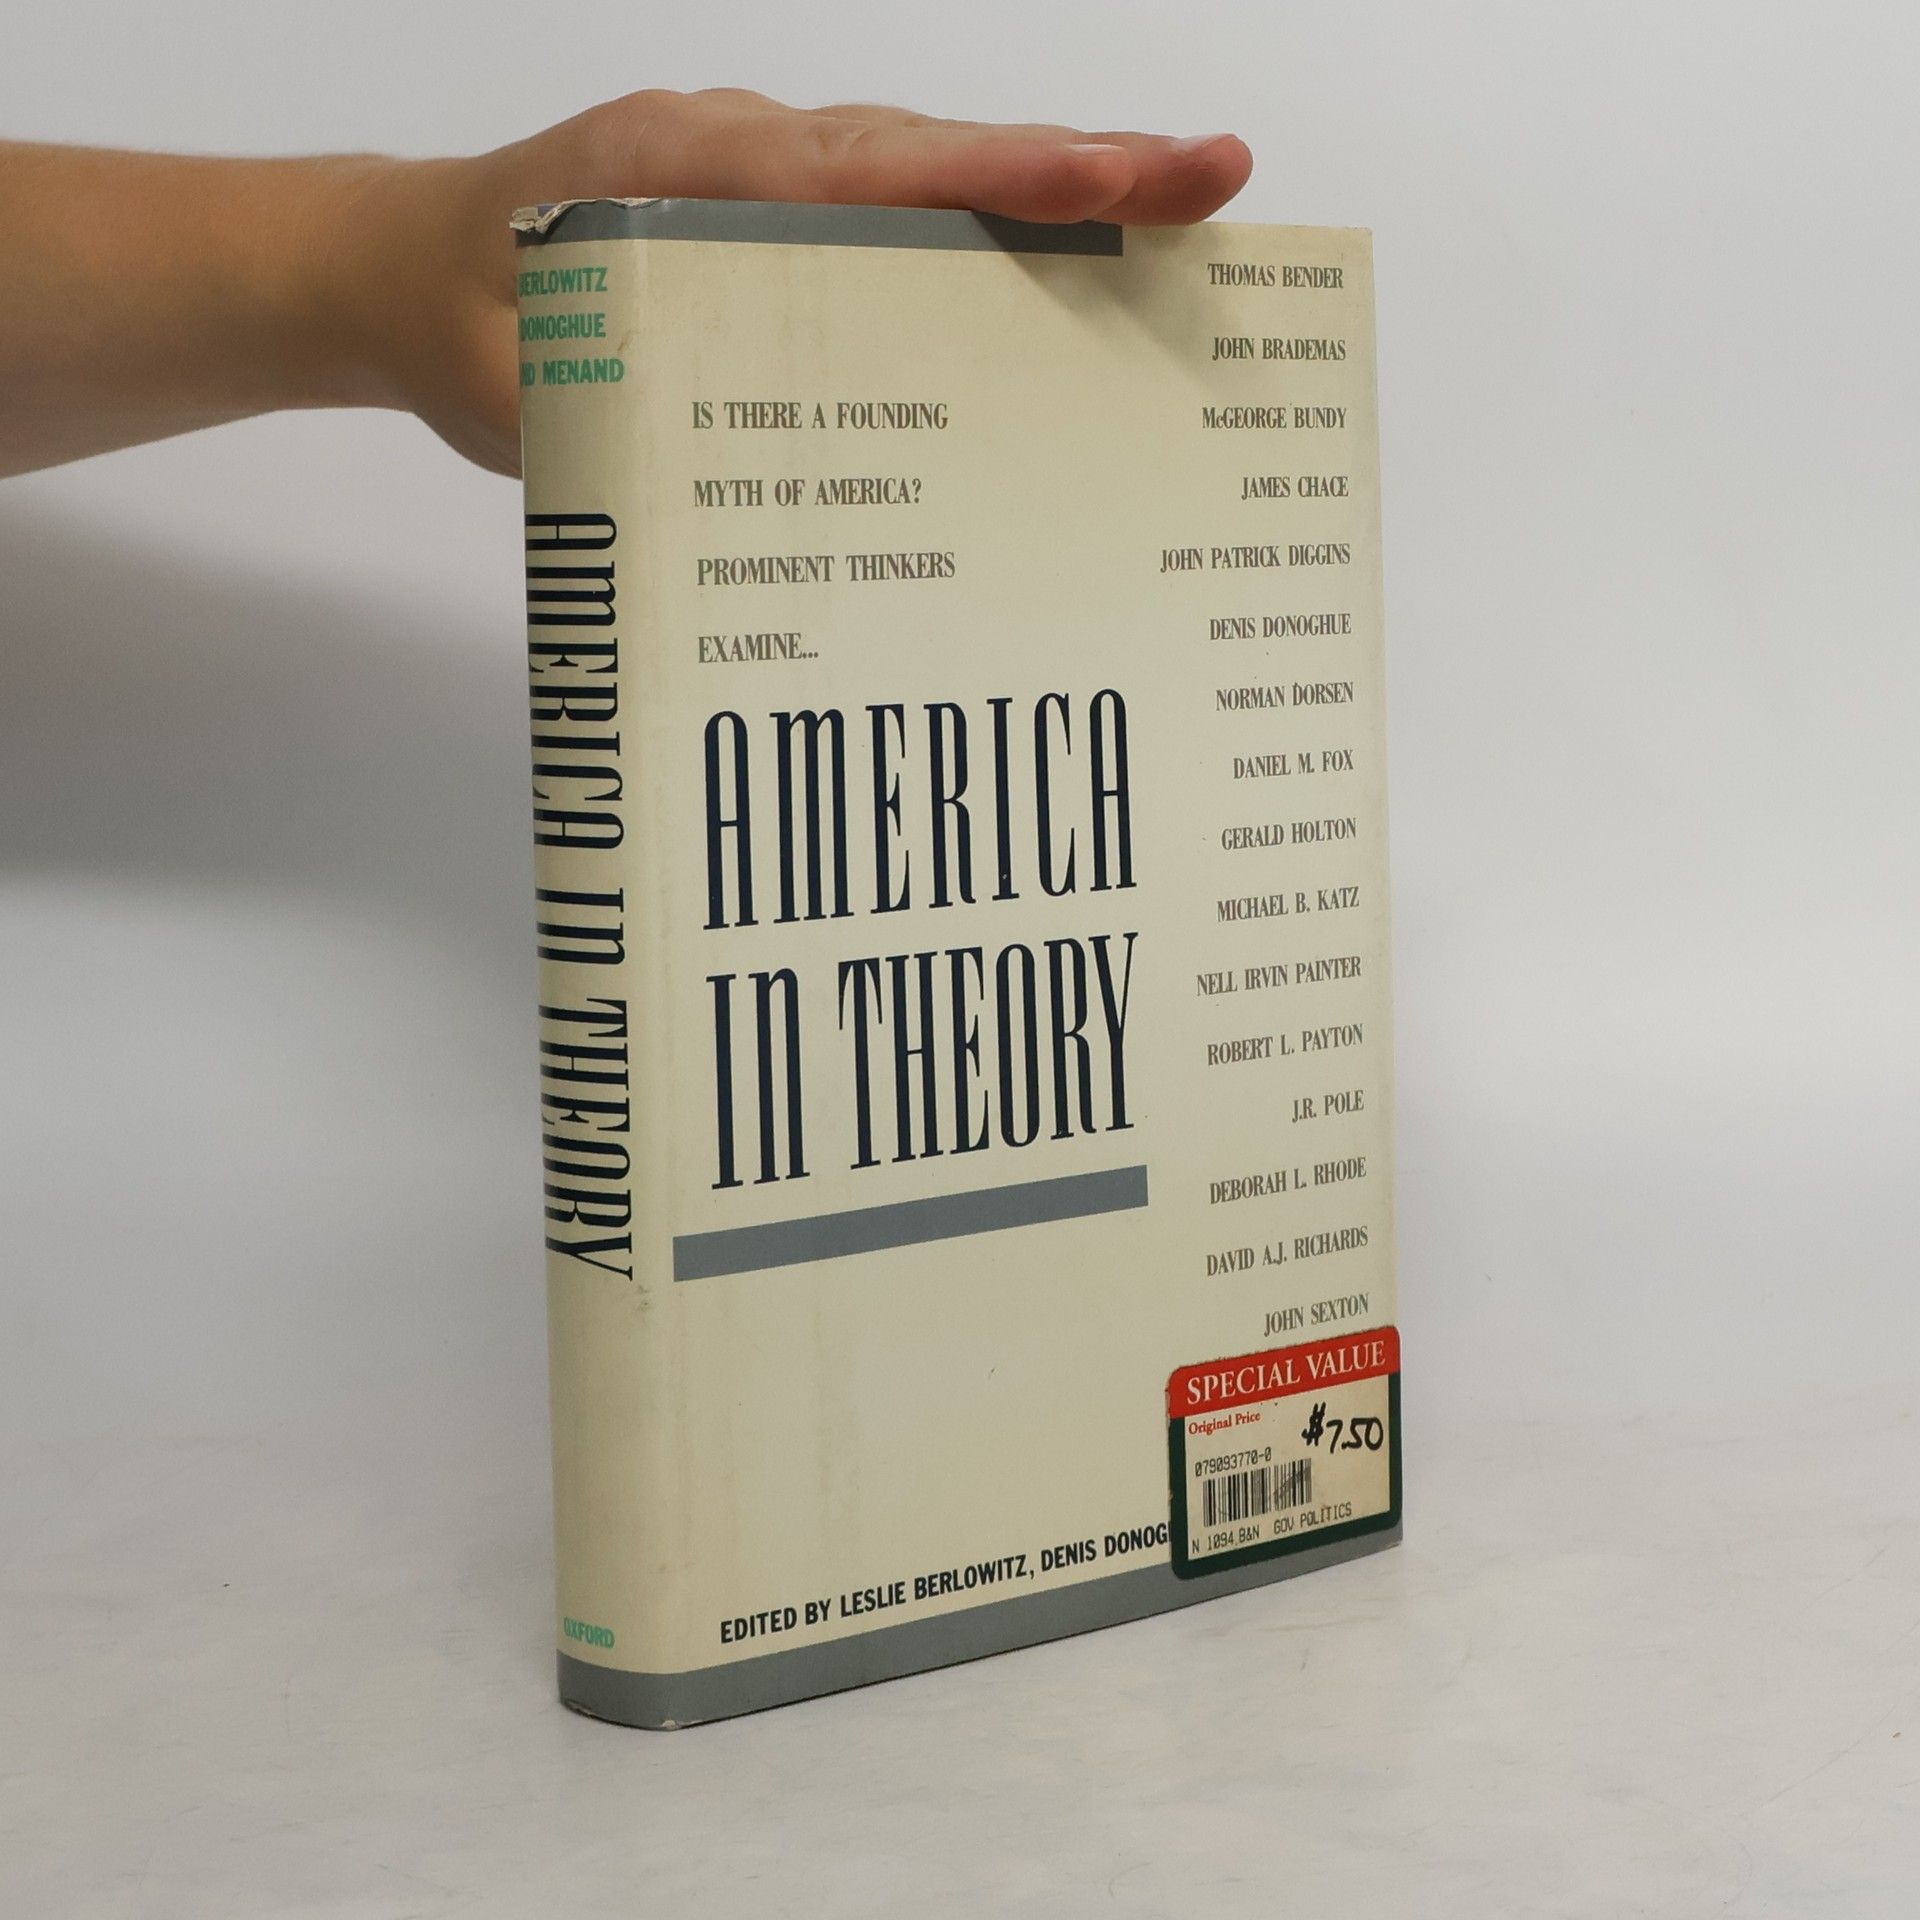 BERLOWITZ
DONOGHUE
AND MENAND
AMERICA IN THEORY
OXFORD
IS THERE A FOUNDING
MYTH OF AMERICA?
PROMINENT THINKERS
EXAMINE...
AMERICA
IN THEORY
THOMAS BENDER
JOHN BRADEMAS
McGEORGE BUNDY
JAMES CHACE
JOHN PATRICK DIGGINS
DENIS DONOGHUE
NORMAN DORSEN
DANIEL M. FOX
GERALD HOLTON
MICHAEL B. KATZ
NELL IRVIN PAINTER
ROBERT L. PAYTON
J.R. POLE
DEBORAH L. RHODE
DAVID A.J. RICHARDS
JOHN SEXTON
SPECIAL VALUE
Original Price
$7.50
079093770-0
N 1094 B&N GOV POLITICS
EDITED BY LESLIE BERLOWITZ, DENIS DONOG